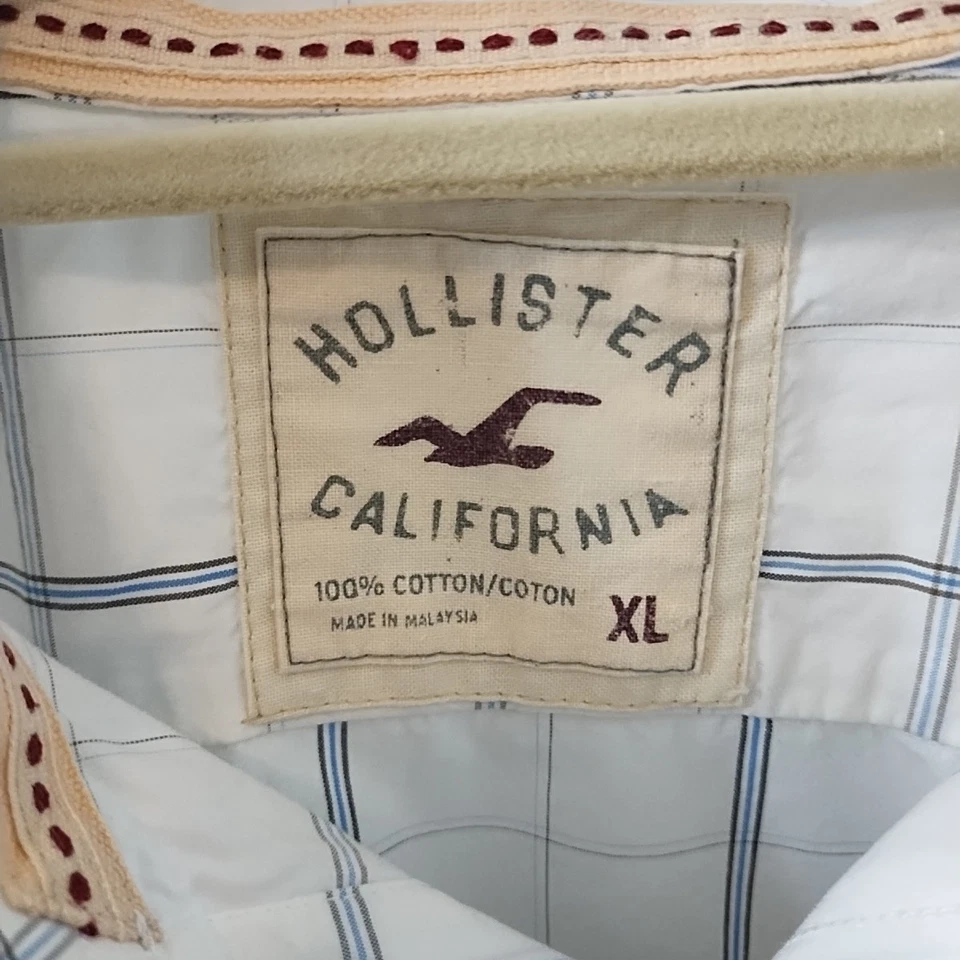 HOLLISTER
CALIFORNIA
100% COTTON/COTON
MADE IN MALAYSIA
XL